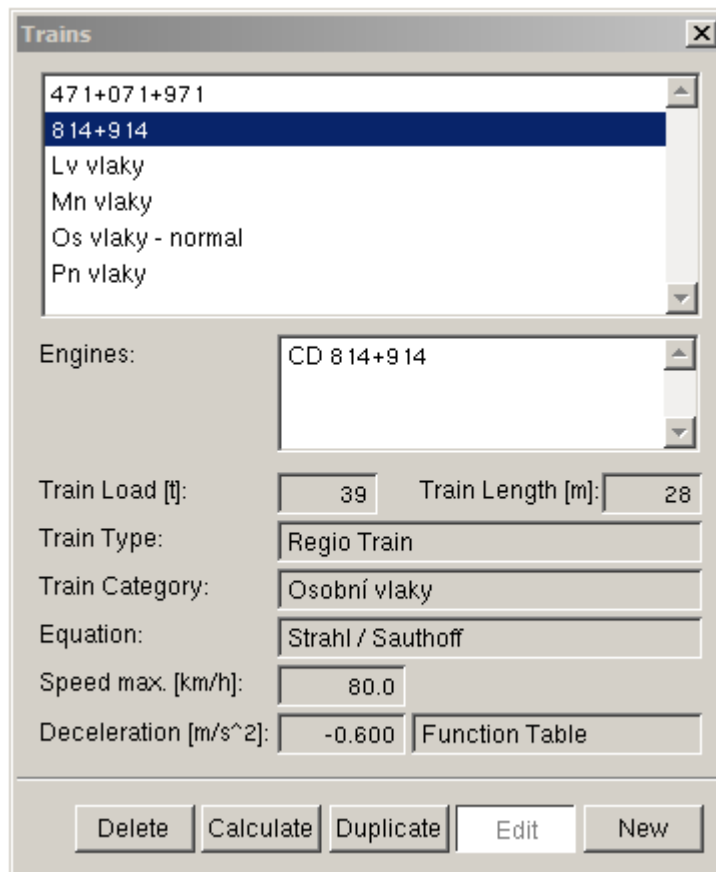 Trains
471+071+971
814+914
Lv vlaky
Mn vlaky
Os vlaky - normal
Pn vlaky
Engines: CD 814+914
Train Load [t]: 39 Train Length [m]: 28
Train Type: Regio Train
Train Category: Osobní vlaky
Equation: Strahl / Sauthoff
Speed max. [km/h]: 80.0
Deceleration [m/s^2]: -0.600 Function Table
Delete Calculate Duplicate Edit New